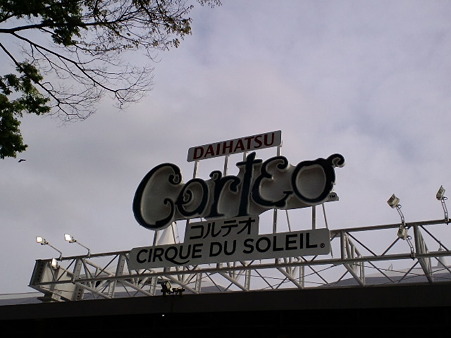 DAIHATSU
Corteo
コルテオ
CIRQUE DU SOLEIL®